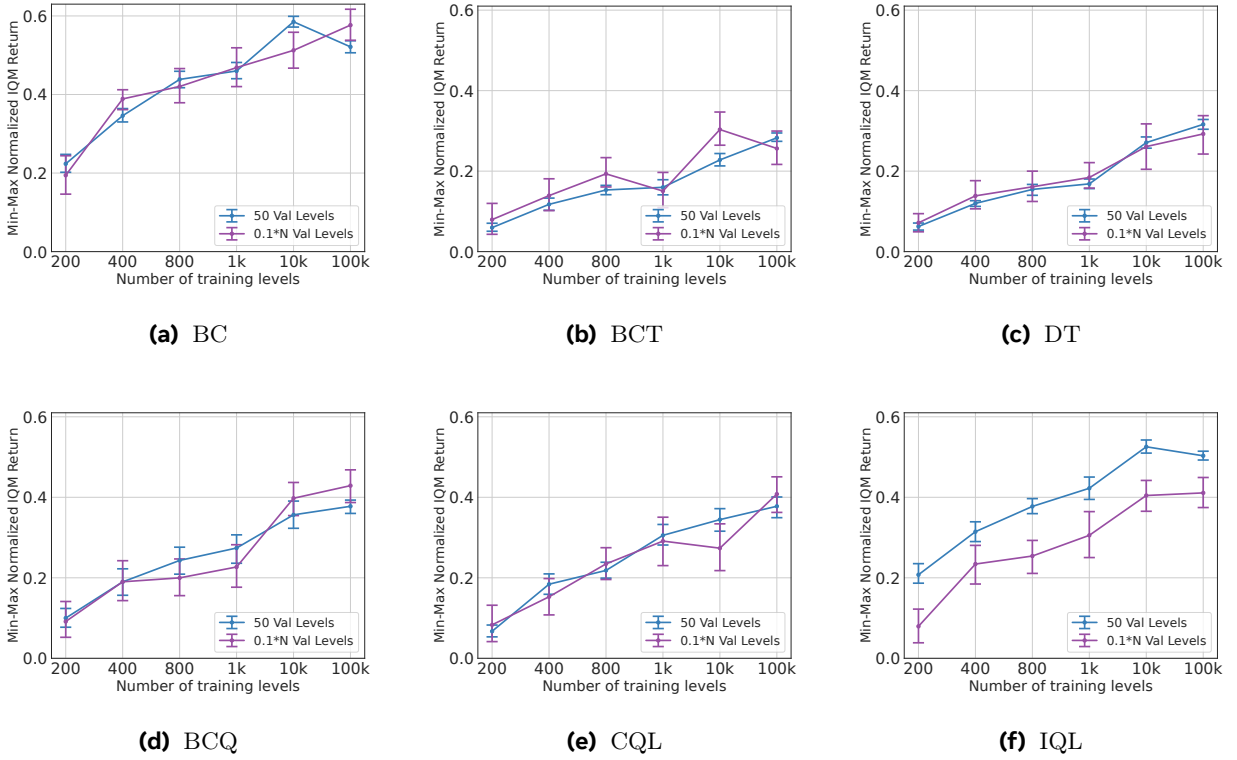 Min-Max Normalized IQM Return
0.6
0.4
0.2
0.0
50 Val Levels
0.1*N Val Levels
200 400 800 1k 10k 100k
Number of training levels
(a) BC
Min-Max Normalized IQM Return
0.6
0.4
0.2
0.0
50 Val Levels
0.1*N Val Levels
200 400 800 1k 10k 100k
Number of training levels
(b) BCT
Min-Max Normalized IQM Return
0.6
0.4
0.2
0.0
50 Val Levels
0.1*N Val Levels
200 400 800 1k 10k 100k
Number of training levels
(c) DT
Min-Max Normalized IQM Return
0.6
0.4
0.2
0.0
50 Val Levels
0.1*N Val Levels
200 400 800 1k 10k 100k
Number of training levels
(d) BCQ
Min-Max Normalized IQM Return
0.6
0.4
0.2
0.0
50 Val Levels
0.1*N Val Levels
200 400 800 1k 10k 100k
Number of training levels
(e) CQL
Min-Max Normalized IQM Return
0.6
0.4
0.2
0.0
50 Val Levels
0.1*N Val Levels
200 400 800 1k 10k 100k
Number of training levels
(f) IQL